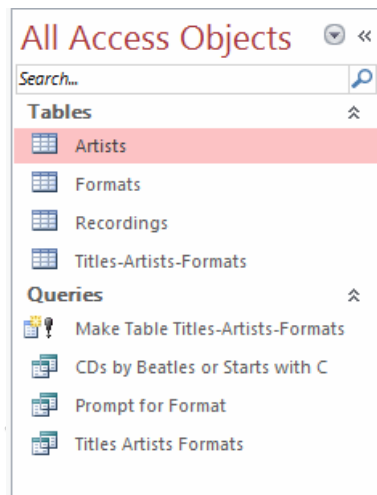 All Access Objects
Search...
Tables
Artists
Formats
Recordings
Titles-Artists-Formats
Queries
Make Table Titles-Artists-Formats
CDs by Beatles or Starts with C
Prompt for Format
Titles Artists Formats